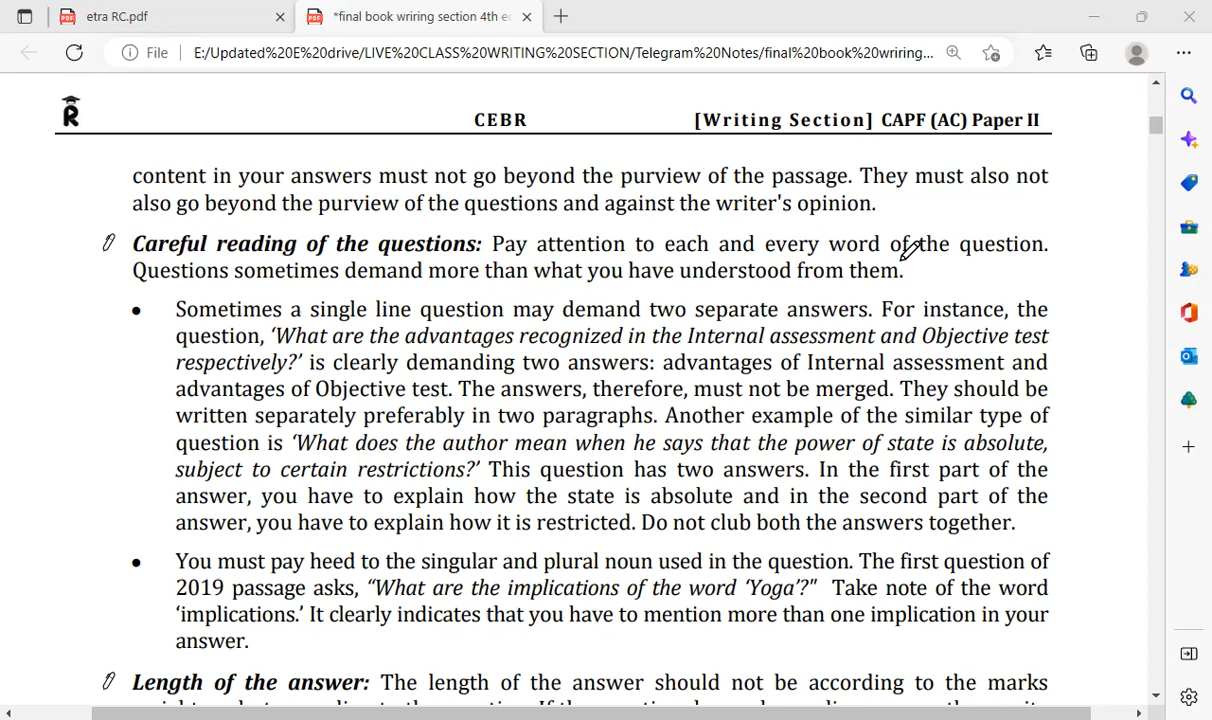 etra RC.pdf
*final book wriring section 4th e
File
E:/Updated%20E%20drive/LIVE%20CLASS%20WRITING%20SECTION/Telegram%20Notes/final%20book%20wriring...
R
CEBR
[Writing Section] CAPF (AC) Paper II
content in your answers must not go beyond the purview of the passage. They must also not
also go beyond the purview of the questions and against the writer's opinion.
Careful reading of the questions: Pay attention to each and every word of the question.
Questions sometimes demand more than what you have understood from them.
• Sometimes a single line question may demand two separate answers. For instance, the
question, ‘What are the advantages recognized in the Internal assessment and Objective test
respectively?’ is clearly demanding two answers: advantages of Internal assessment and
advantages of Objective test. The answers, therefore, must not be merged. They should be
written separately preferably in two paragraphs. Another example of the similar type of
question is ‘What does the author mean when he says that the power of state is absolute,
subject to certain restrictions?’ This question has two answers. In the first part of the
answer, you have to explain how the state is absolute and in the second part of the
answer, you have to explain how it is restricted. Do not club both the answers together.
• You must pay heed to the singular and plural noun used in the question. The first question of
2019 passage asks, “What are the implications of the word ‘Yoga’?" Take note of the word
‘implications.’ It clearly indicates that you have to mention more than one implication in your
answer.
Length of the answer: The length of the answer should not be according to the marks